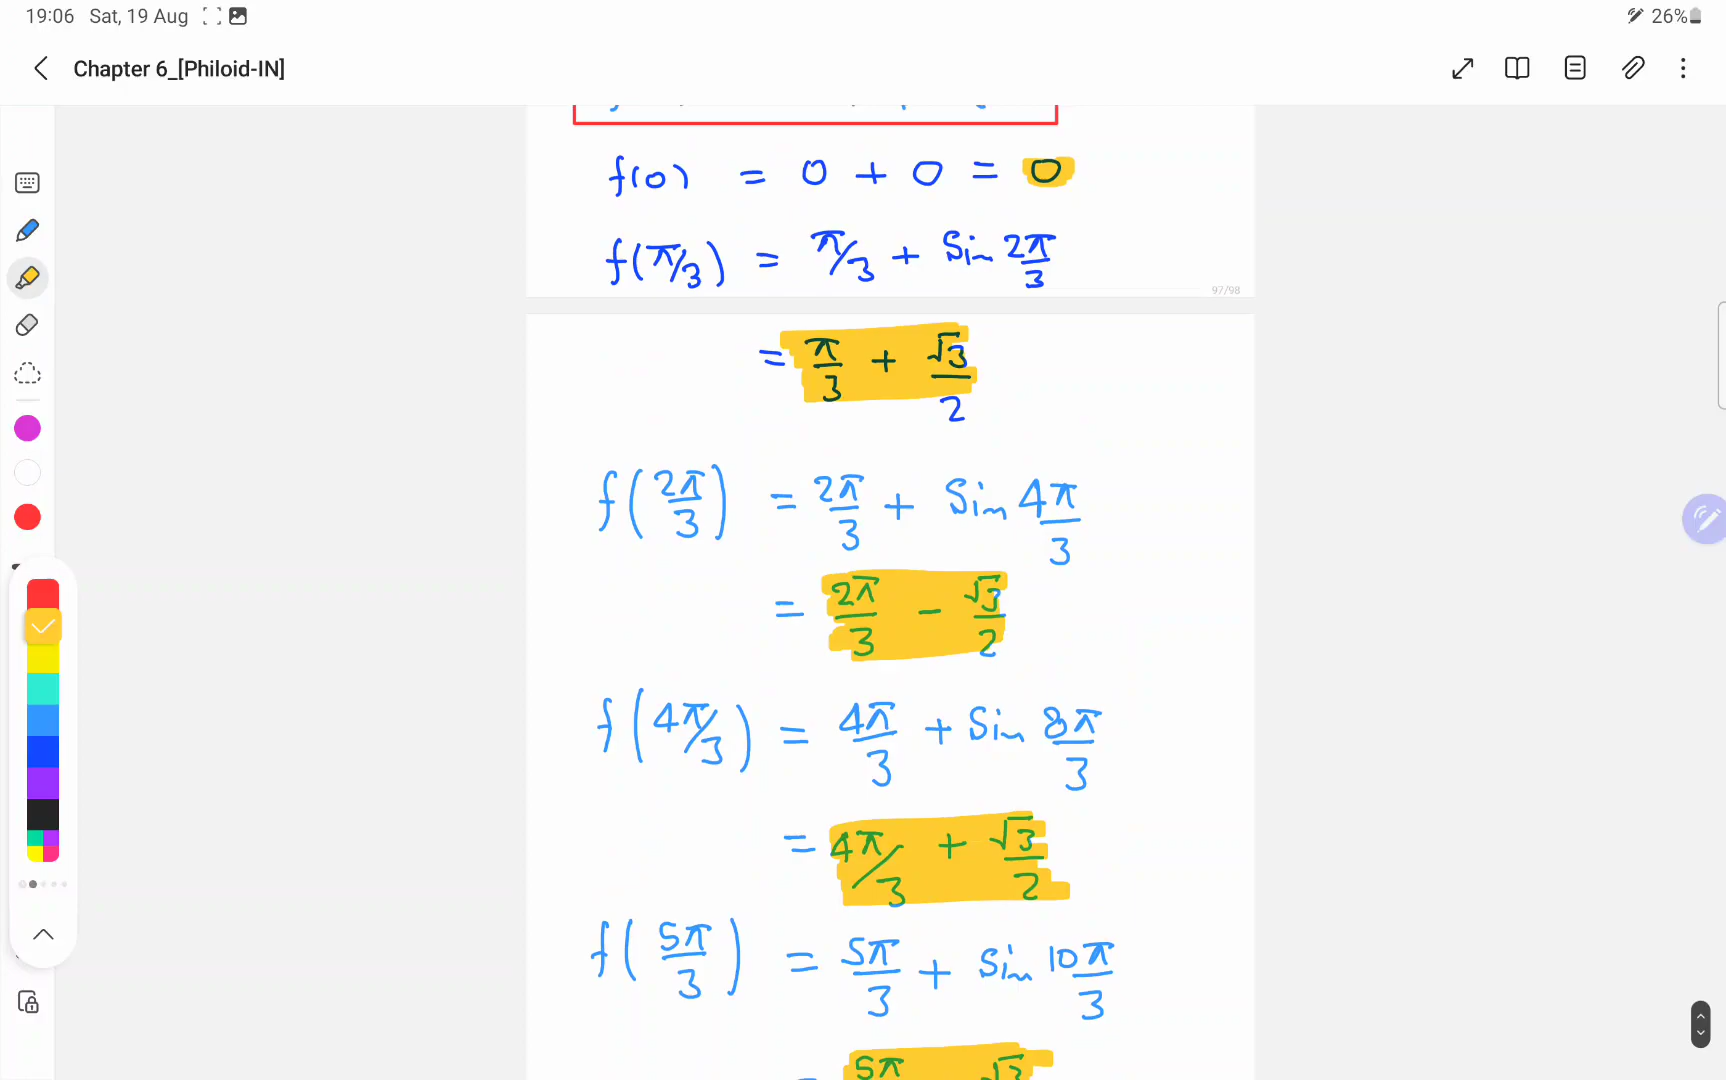 19:06 Sat, 19 Aug 26%
Chapter 6_[Philoid-IN]
f(0) = 0 + 0 = 0
f(π/3) = π/3 + Sin 2π/3
97/98
= π/3 + √3/2
f(2π/3) = 2π/3 + Sin 4π/3
= 2π/3 - √3/2
f(4π/3) = 4π/3 + Sin 8π/3
= 4π/3 + √3/2
f(5π/3) = 5π/3 + Sin 10π/3
5π √3